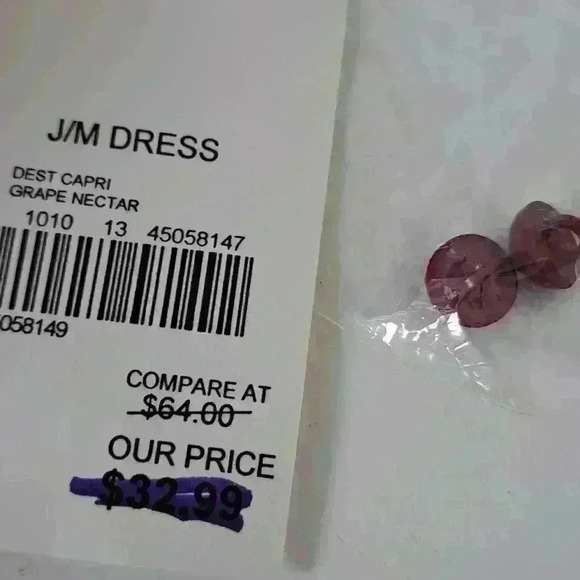 J/M DRESS
DEST CAPRI
GRAPE NECTAR
1010 13 45058147
058149
COMPARE AT
$64.00
OUR PRICE
$32.99